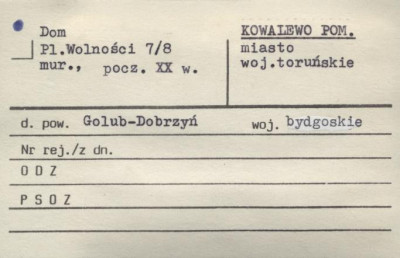 Dom
Pl.Wolności 7/8
mur., pocz. XX w.
KOWALEWO POM.
miasto
woj.toruńskie
d. pow. Golub-Dobrzyń woj. bydgoskie
Nr rej./z dn.
O D Z
P S O Z